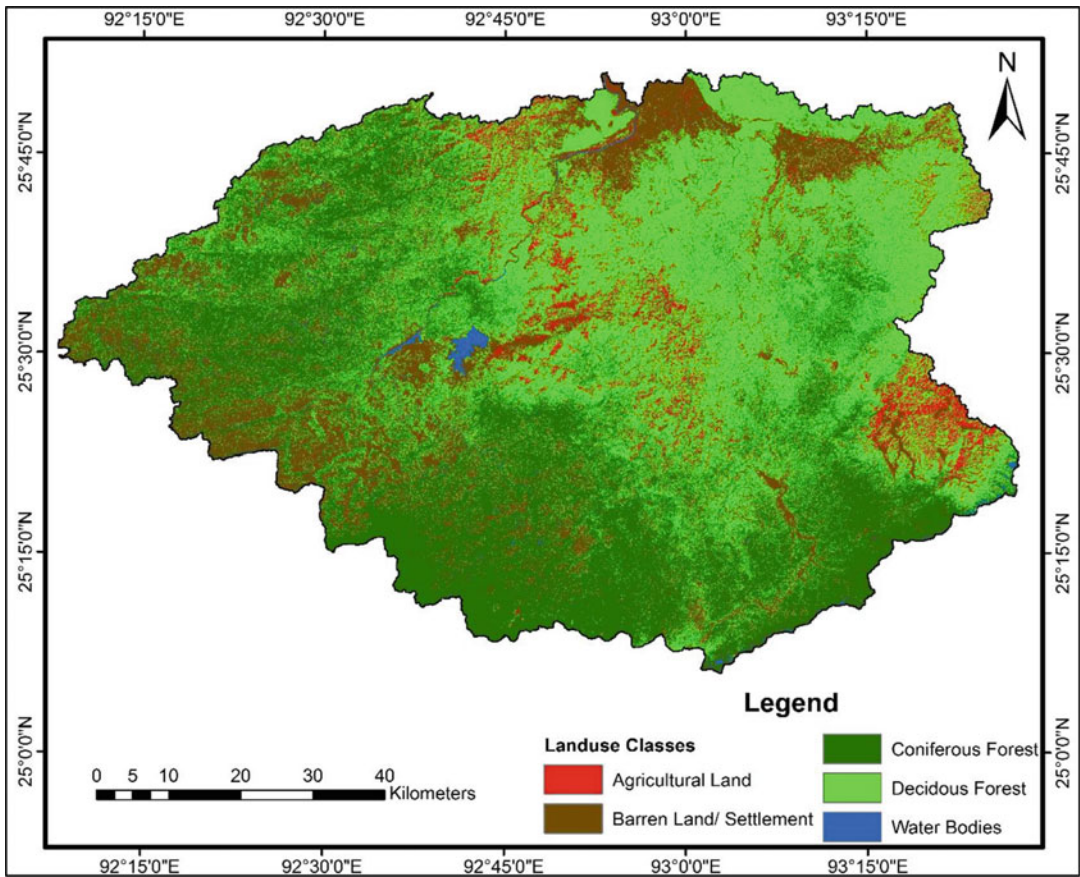 92°15'0"E 92°30'0"E 92°45'0"E 93°0'0"E 93°15'0"E
N
25°45'0"N 25°45'0"N
25°30'0"N 25°30'0"N
25°15'0"N 25°15'0"N
25°0'0"N 25°0'0"N
Legend
Landuse Classes
Agricultural Land
Barren Land/ Settlement
Coniferous Forest
Decidous Forest
Water Bodies
0 5 10 20 30 40
Kilometers
92°15'0"E 92°30'0"E 92°45'0"E 93°0'0"E 93°15'0"E